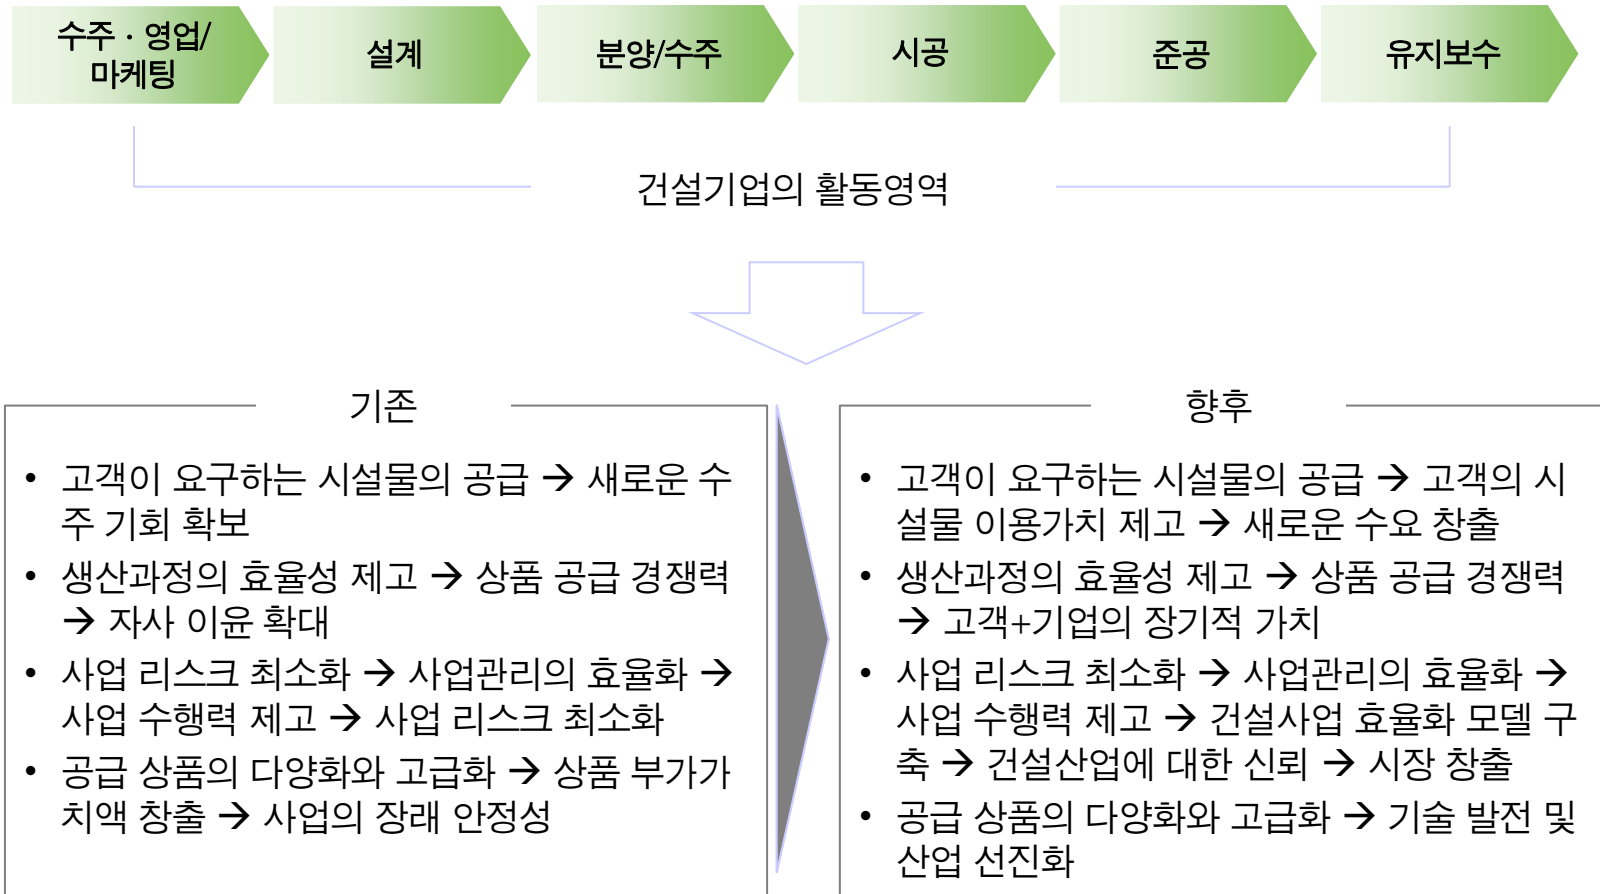 수주 · 영업/
마케팅
설계
분양/수주
시공
준공
유지보수
건설기업의 활동영역
기존
• 고객이 요구하는 시설물의 공급 → 새로운 수
주 기회 확보
• 생산과정의 효율성 제고 → 상품 공급 경쟁력
→ 자사 이윤 확대
• 사업 리스크 최소화 → 사업관리의 효율화 →
사업 수행력 제고 → 사업 리스크 최소화
• 공급 상품의 다양화와 고급화 → 상품 부가가
치액 창출 → 사업의 장래 안정성
향후
• 고객이 요구하는 시설물의 공급 → 고객의 시
설물 이용가치 제고 → 새로운 수요 창출
• 생산과정의 효율성 제고 → 상품 공급 경쟁력
→ 고객+기업의 장기적 가치
• 사업 리스크 최소화 → 사업관리의 효율화 →
사업 수행력 제고 → 건설사업 효율화 모델 구
축 → 건설산업에 대한 신뢰 → 시장 창출
• 공급 상품의 다양화와 고급화 → 기술 발전 및
산업 선진화